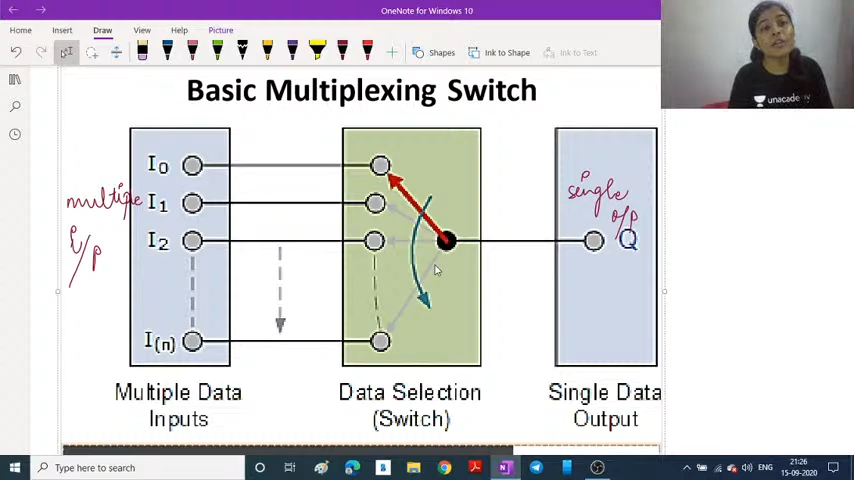 OneNote for Windows 10
Home Insert Draw View Help Picture
Shapes Ink to Shape Ink to Text
unacademy
Basic Multiplexing Switch
I0
I1
I2
I(n)
multiple
i/p
single
o/p
Q
Multiple Data
Inputs
Data Selection
(Switch)
Single Data
Output
Type here to search
ENG
21:26
15-09-2020